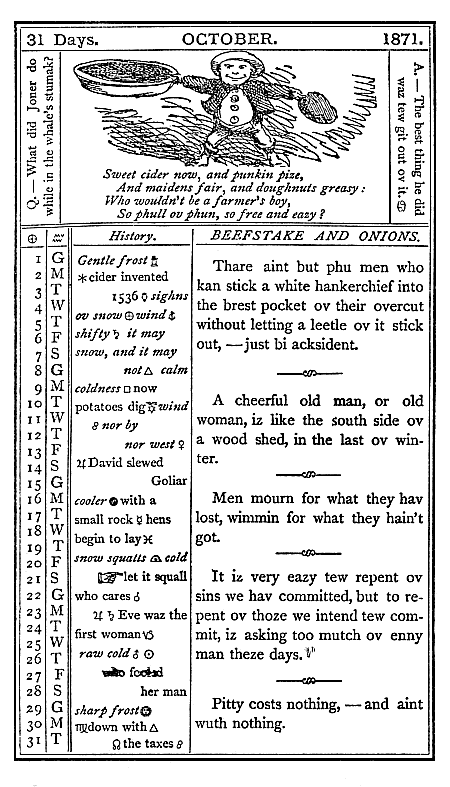 31 Days. OCTOBER. 1871.
Q. — What did Joner do
while in the whale's stumak?
A. — The best thing he did
waz tew git out ov it.
Sweet cider now, and punkin pize,
And maidens fair, and doughnuts greasy:
Who wouldn't be a farmer's boy,
So phull ov phun, so free and eazy?
History.
BEEFSTAKE AND ONIONS.
1 G
2 M
3 T
4 W
5 T
6 F
7 S
8 G
9 M
10 T
11 W
12 T
13 F
14 S
15 G
16 M
17 T
18 W
19 T
20 F
21 S
22 G
23 M
24 T
25 W
26 T
27 F
28 S
29 G
30 M
31 T
Gentle frost
*cider invented
1536 ☿ sighns
ov snow ⊕ wind
shifty ♄ it may
snow, and it may
not △ calm
coldness □ now
potatoes dig wind
8 nor by
nor west ♀
♃ David slewed
Goliar
cooler with a
small rock ☿ hens
begin to lay ♓
snow squalls cold
☞ let it squall
who cares ♂
♃ ♄ Eve waz the
first woman
raw cold ♂ ☉
who fooled
her man
sharp frost
♏ down with △
☊ the taxes 8
Thare aint but phu men who
kan stick a white hankerchief into
the brest pocket ov their overcut
without letting a leetle ov it stick
out, — just bi acksident.
A cheerful old man, or old
woman, iz like the south side ov
a wood shed, in the last ov win-
ter.
Men mourn for what they hav
lost, wimmin for what they hain't
got.
It iz very eazy tew repent ov
sins we hav committed, but to re-
pent ov thoze we intend tew com-
mit, iz asking too mutch ov enny
man theze days.
Pitty costs nothing, — and aint
wuth nothing.